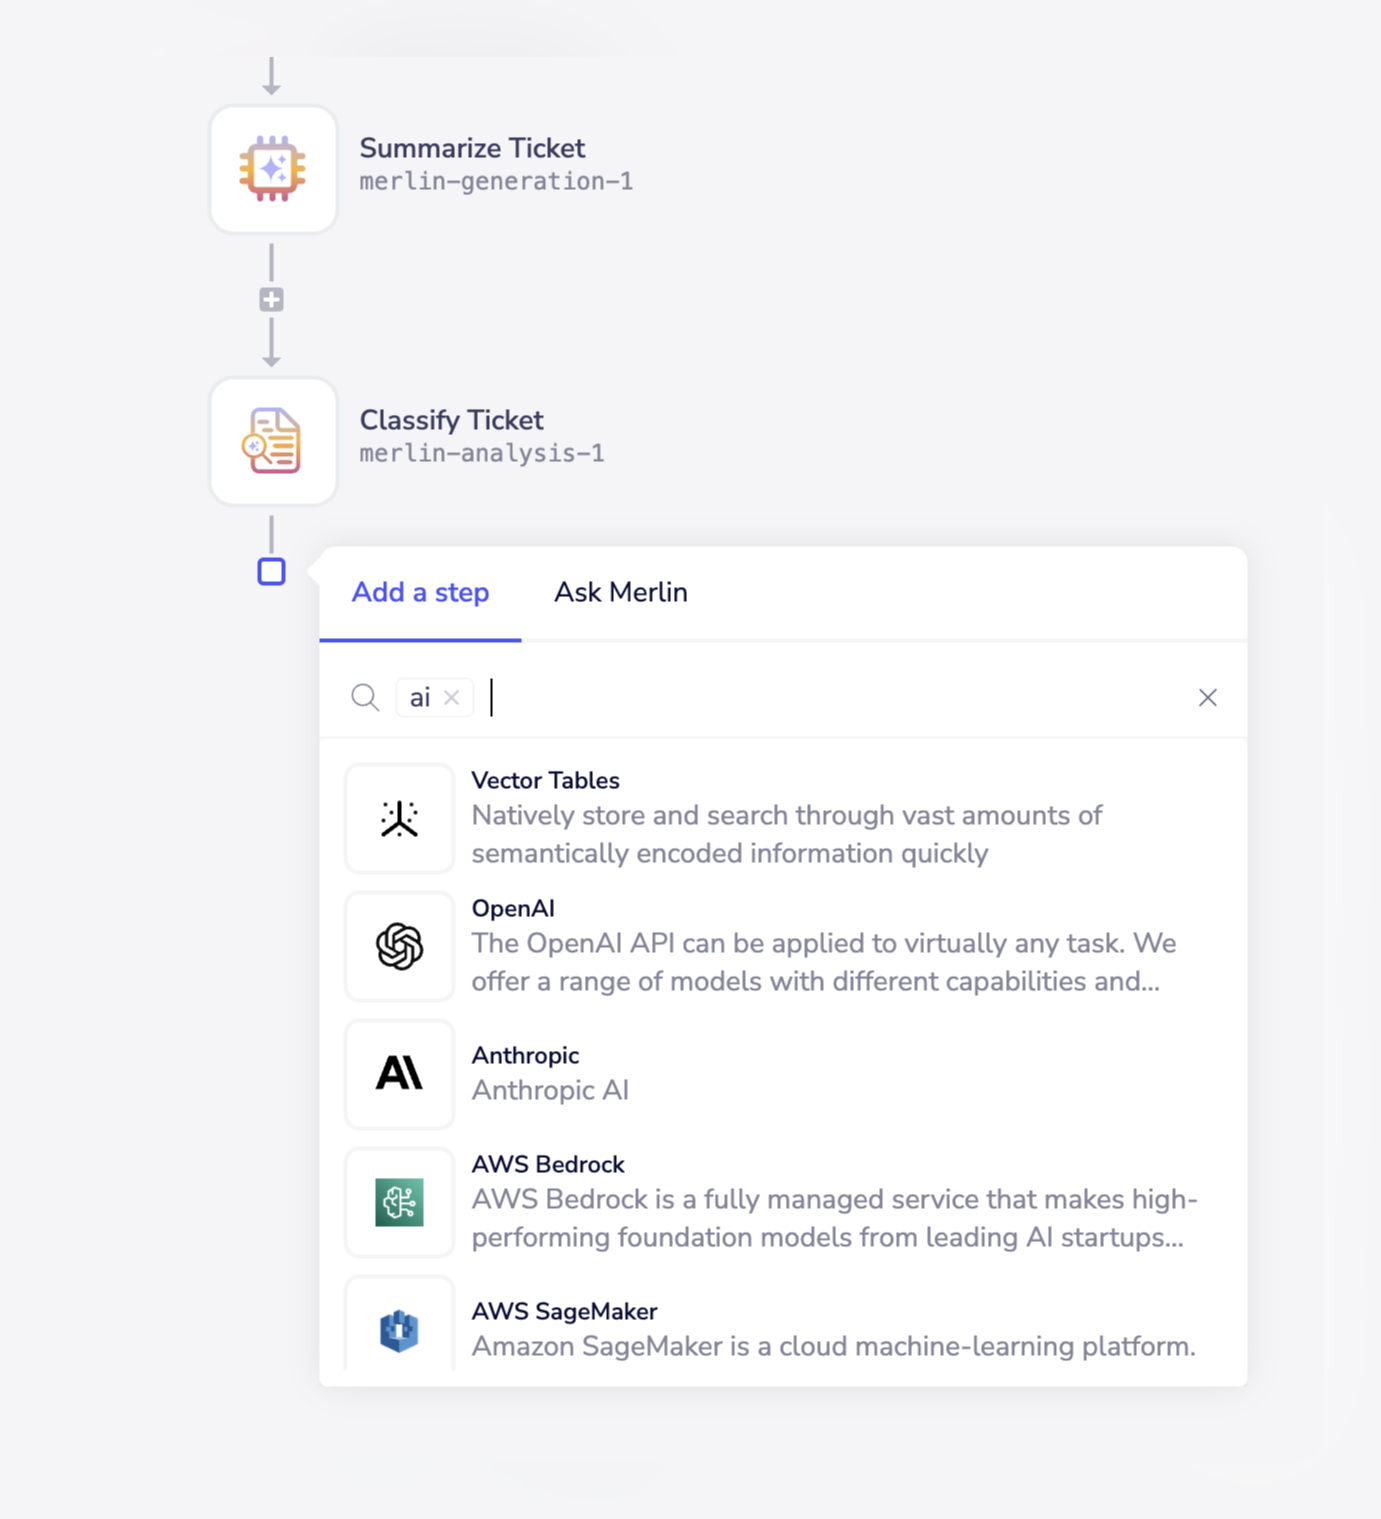 Summarize Ticket
merlin-generation-1
Classify Ticket
merlin-analysis-1
Add a step
Ask Merlin
ai
Vector Tables
Natively store and search through vast amounts of
semantically encoded information quickly
OpenAI
The OpenAI API can be applied to virtually any task. We
offer a range of models with different capabilities and...
Anthropic
Anthropic AI
AWS Bedrock
AWS Bedrock is a fully managed service that makes high-
performing foundation models from leading AI startups...
AWS SageMaker
Amazon SageMaker is a cloud machine-learning platform.